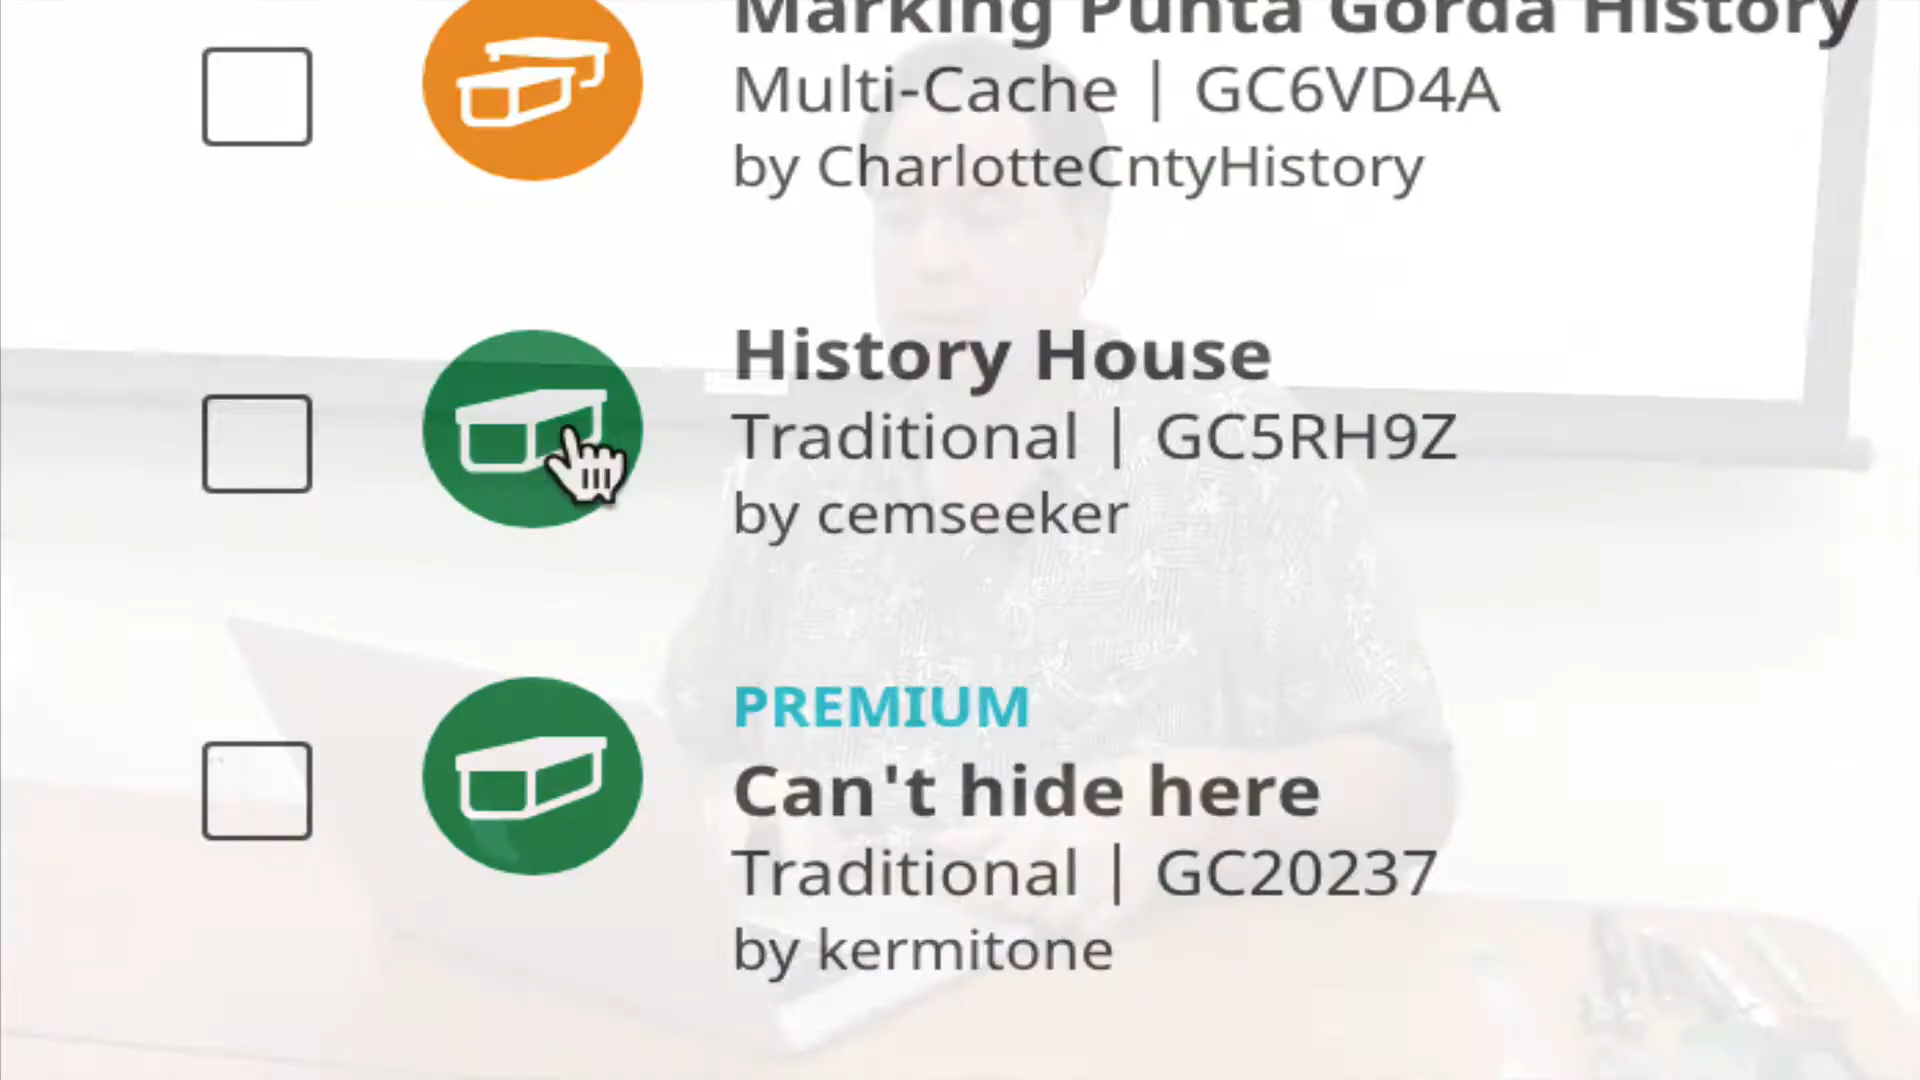 Marking Punta Gorda History
Multi-Cache | GC6VD4A
by CharlotteCntyHistory
History House
Traditional | GC5RH9Z
by cemseeker
PREMIUM
Can't hide here
Traditional | GC20237
by kermitone